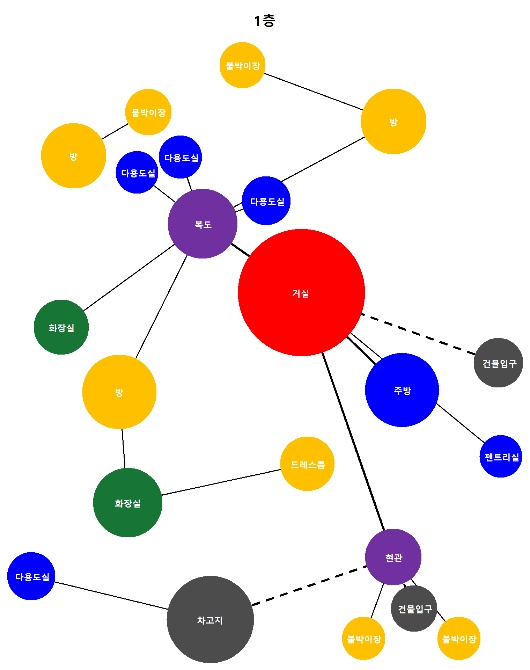 1층
붙박이장
붙박이장
방
방
다용도실
다용도실
다용도실
복도
거실
화장실
건물입구
방
주방
펜트리실
드레스룸
화장실
현관
다용도실
건물입구
차고지
붙박이장
붙박이장